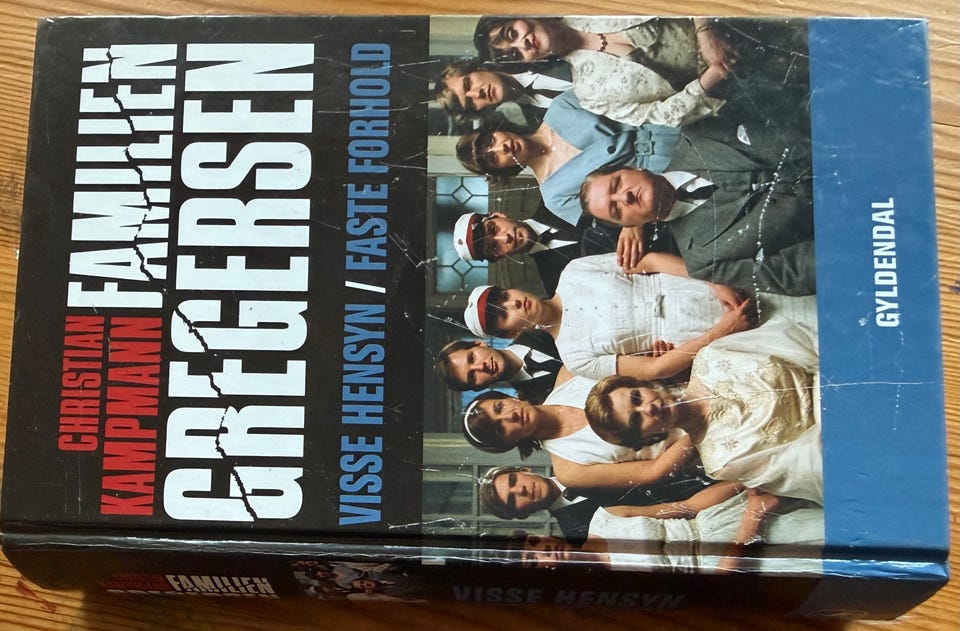 CHRISTIAN
KAMPMANN
FAMILIEN
GREGERSEN
VISSE HENSYN / FASTE FORHOLD
GYLDENDAL
FAMILIEN
VISSE HENSYN